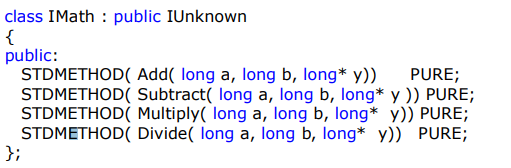 class IMath : public IUnknown
{
public:
STDMETHOD( Add( long a, long b, long* y)) PURE;
STDMETHOD( Subtract( long a, long b, long* y )) PURE;
STDMETHOD( Multiply( long a, long b, long* y)) PURE;
STDMETHOD( Divide( long a, long b, long* y)) PURE;
};